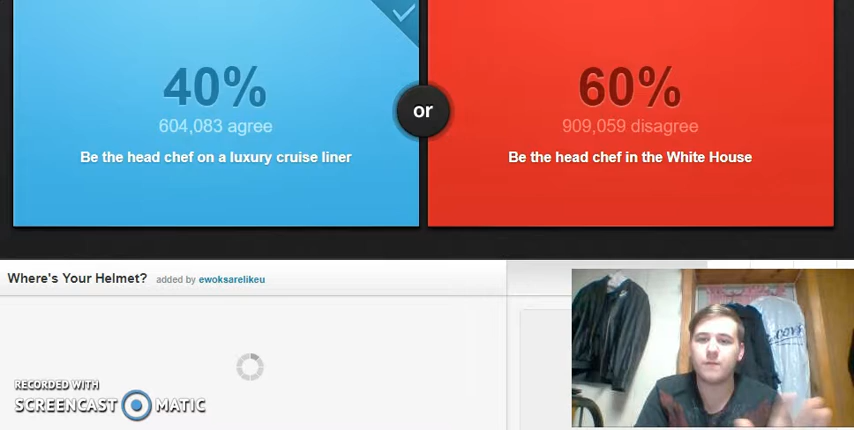 40%
604,083 agree
Be the head chef on a luxury cruise liner
or
60%
909,059 disagree
Be the head chef in the White House
Where's Your Helmet? added by ewoksarelikeu
RECORDED WITH
SCREENCAST MATIC